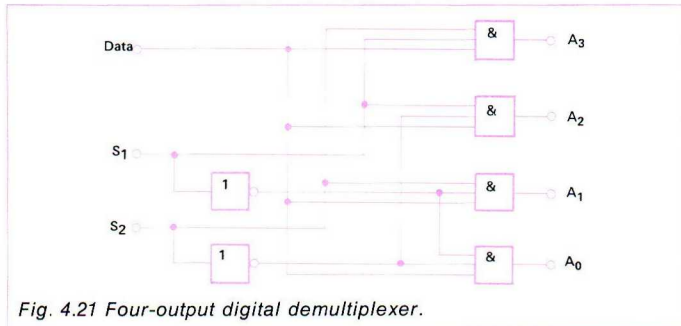 Data
&
A3
&
A2
S1
1
&
A1
S2
1
&
A0
Fig. 4.21 Four-output digital demultiplexer.